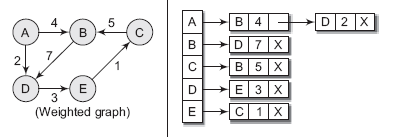 A 4 B 5 C
2 7 1
D 3 E
(Weighted graph)
A B 4 D 2 X
B D 7 X
C B 5 X
D E 3 X
E C 1 X